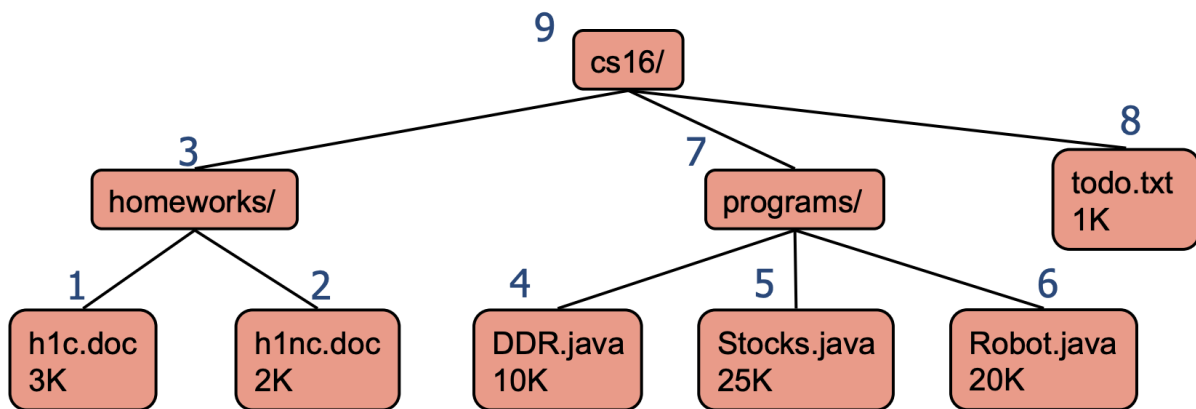 9
cs16/
3
homeworks/
7
programs/
8
todo.txt
1K
1
h1c.doc
3K
2
h1nc.doc
2K
4
DDR.java
10K
5
Stocks.java
25K
6
Robot.java
20K